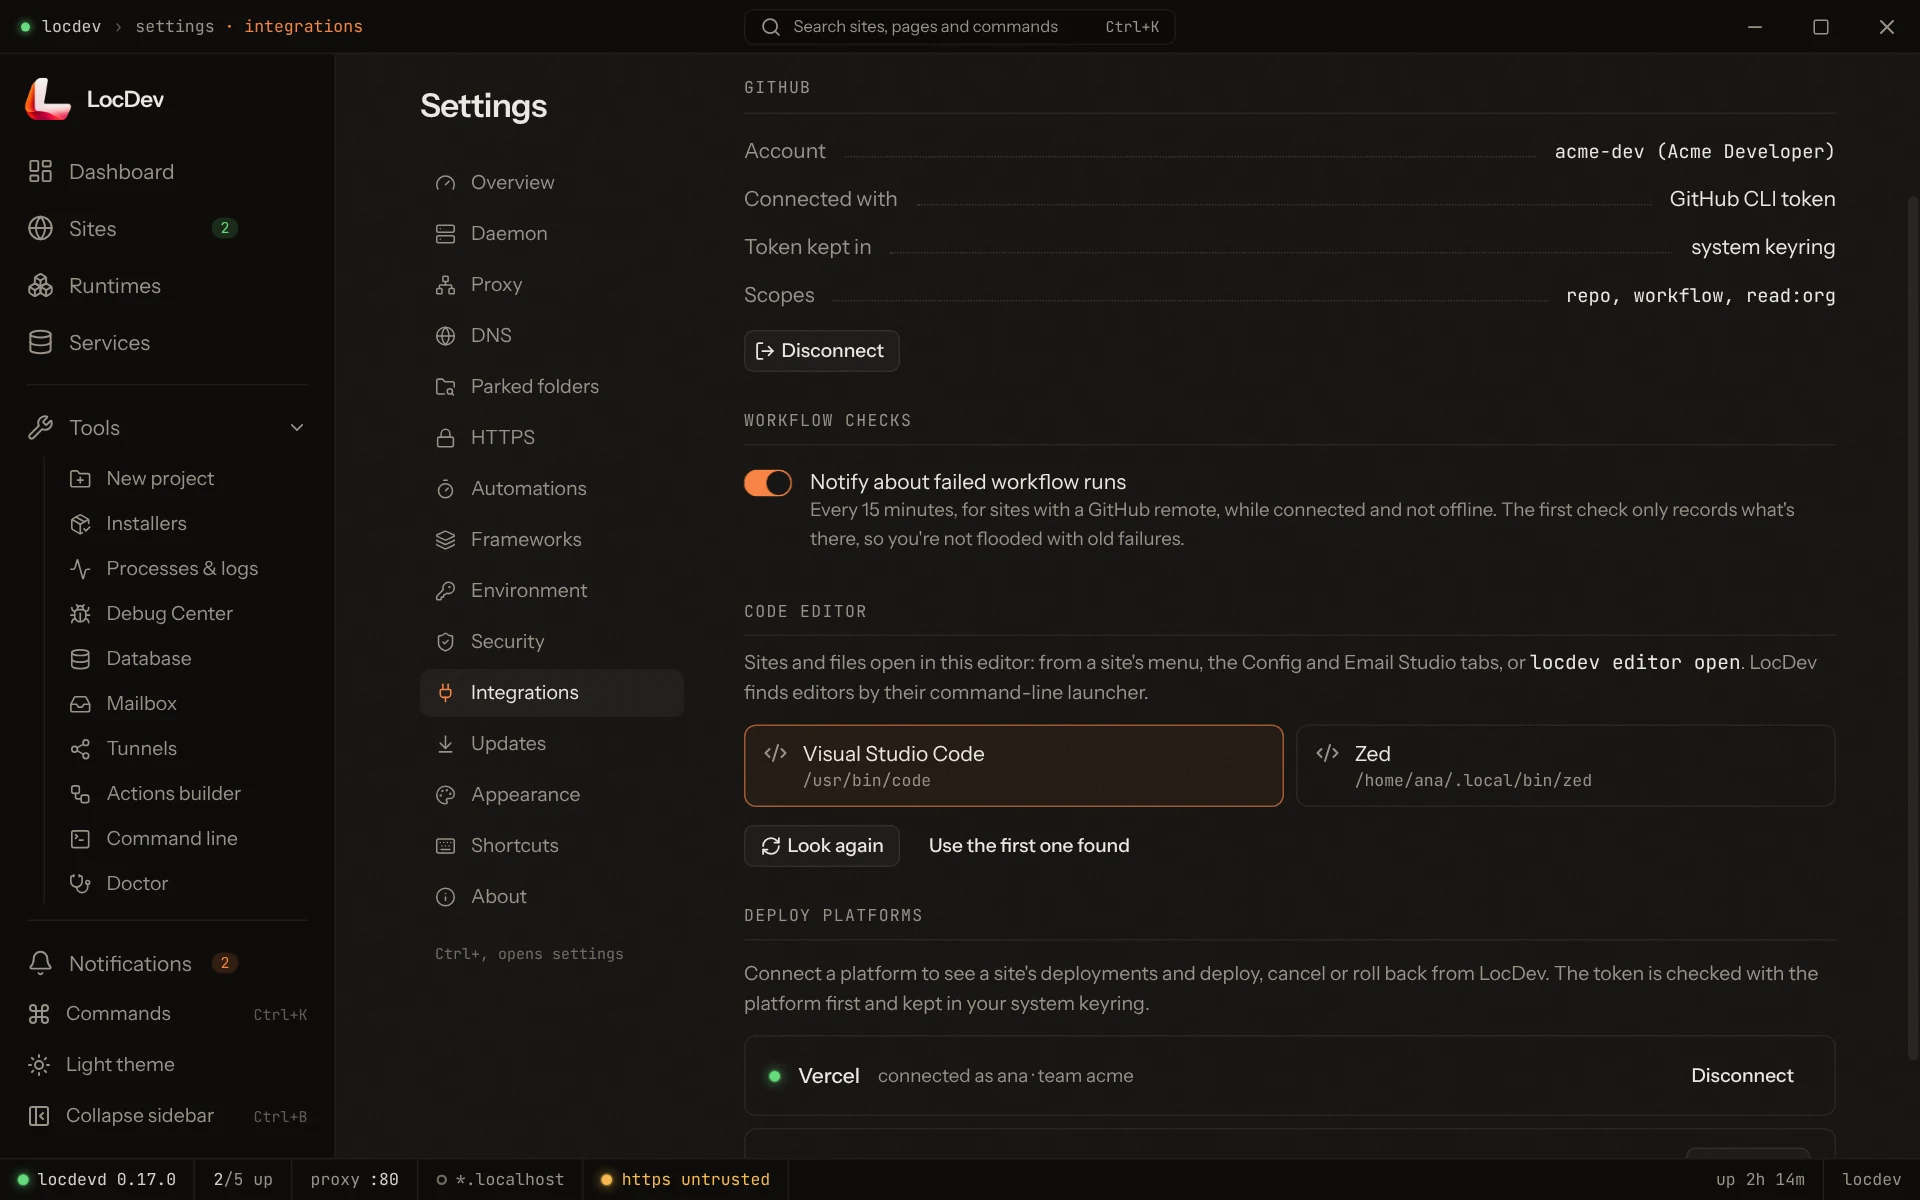 locdev › settings · integrations
Search sites, pages and commands Ctrl+K
LocDev
Dashboard
Sites 2
Runtimes
Services
Tools
New project
Installers
Processes & logs
Debug Center
Database
Mailbox
Tunnels
Actions builder
Command line
Doctor
Notifications 2
Commands Ctrl+K
Light theme
Collapse sidebar Ctrl+B
Settings
Overview
Daemon
Proxy
DNS
Parked folders
HTTPS
Automations
Frameworks
Environment
Security
Integrations
Updates
Appearance
Shortcuts
About
Ctrl+, opens settings
GITHUB
Account acme-dev (Acme Developer)
Connected with GitHub CLI token
Token kept in system keyring
Scopes repo, workflow, read:org
Disconnect
WORKFLOW CHECKS
Notify about failed workflow runs
Every 15 minutes, for sites with a GitHub remote, while connected and not offline. The first check only records what's
there, so you're not flooded with old failures.
CODE EDITOR
Sites and files open in this editor: from a site's menu, the Config and Email Studio tabs, or locdev editor open. LocDev
finds editors by their command-line launcher.
Visual Studio Code
/usr/bin/code
Zed
/home/ana/.local/bin/zed
Look again Use the first one found
DEPLOY PLATFORMS
Connect a platform to see a site's deployments and deploy, cancel or roll back from LocDev. The token is checked with the
platform first and kept in your system keyring.
Vercel connected as ana · team acme Disconnect
locdevd 0.17.0 2/5 up proxy :80 *.localhost https untrusted up 2h 14m locdev